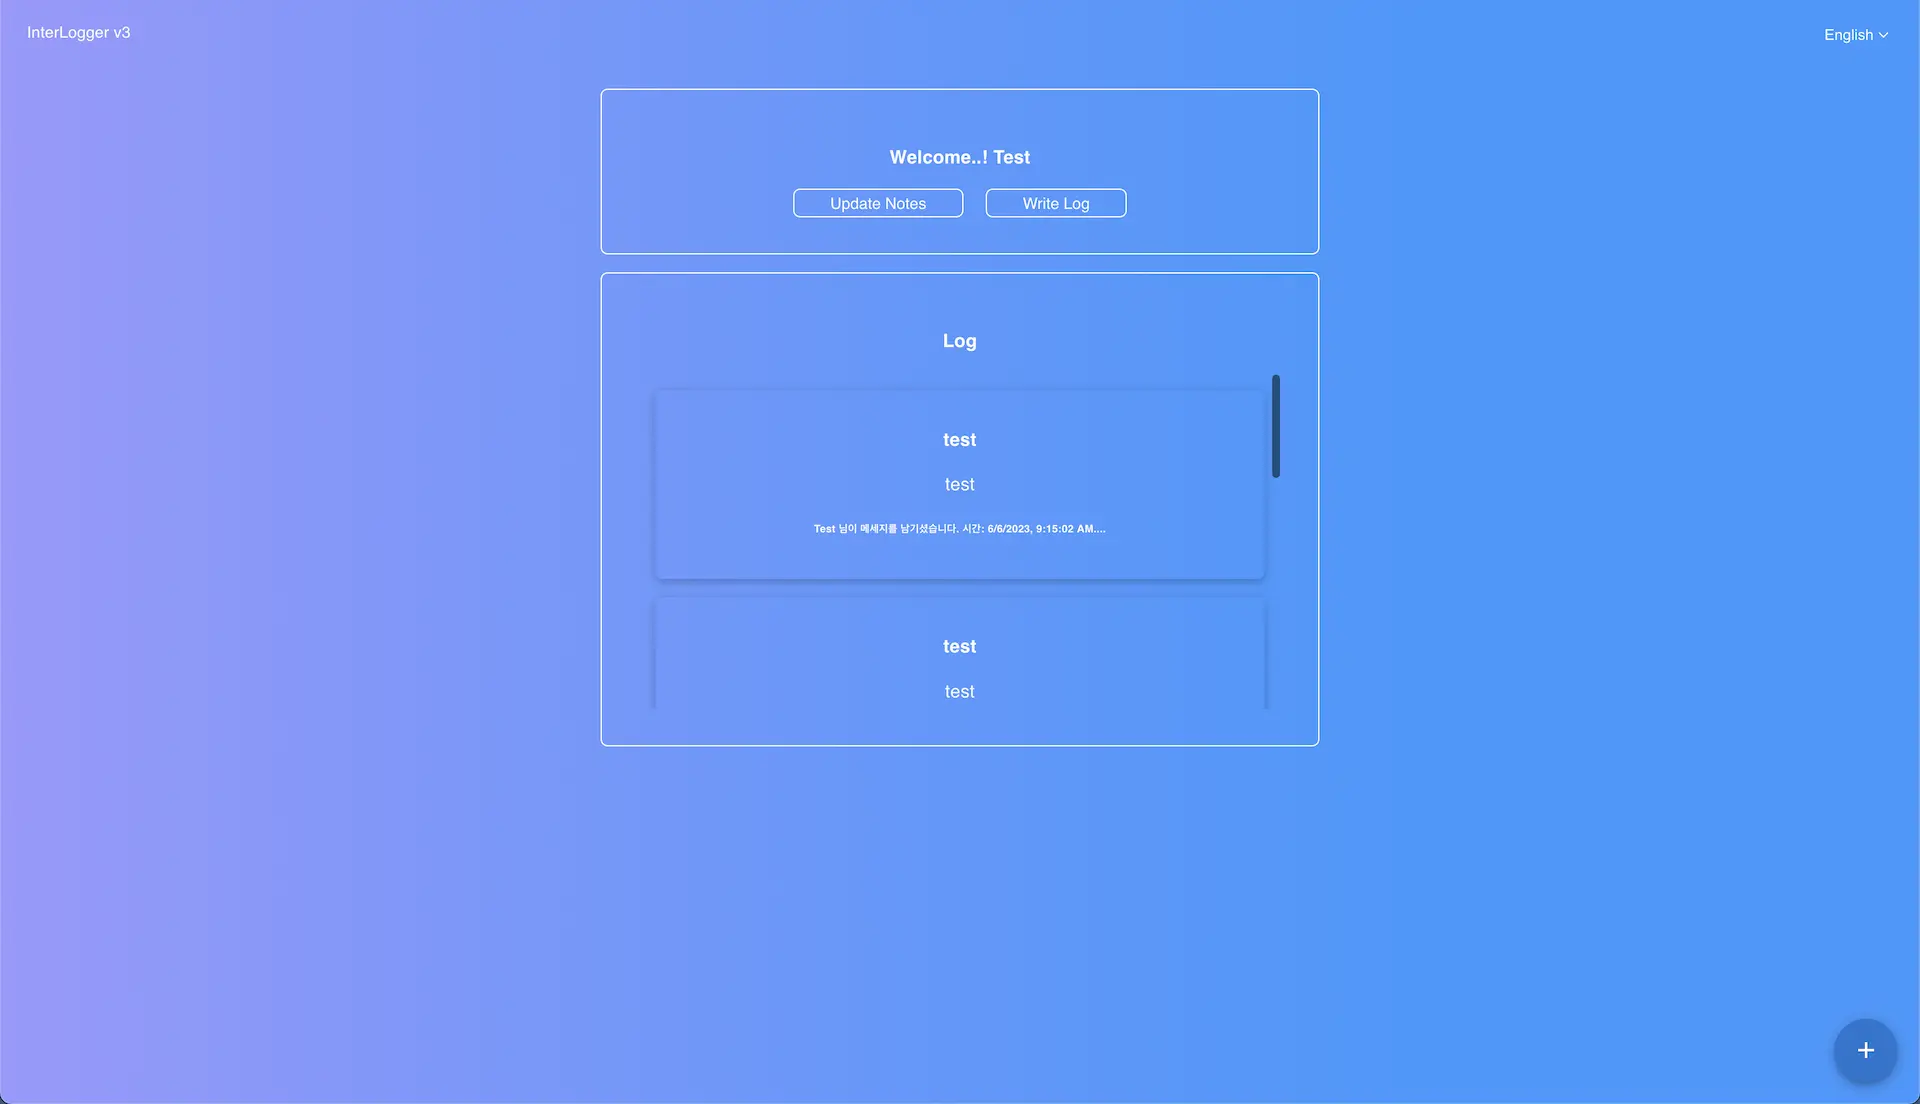 InterLogger v3
English
Welcome..! Test
Update Notes
Write Log
Log
test
test
Test 님이 메세지를 남기셨습니다. 시간: 6/6/2023, 9:15:02 AM....
test
test
+